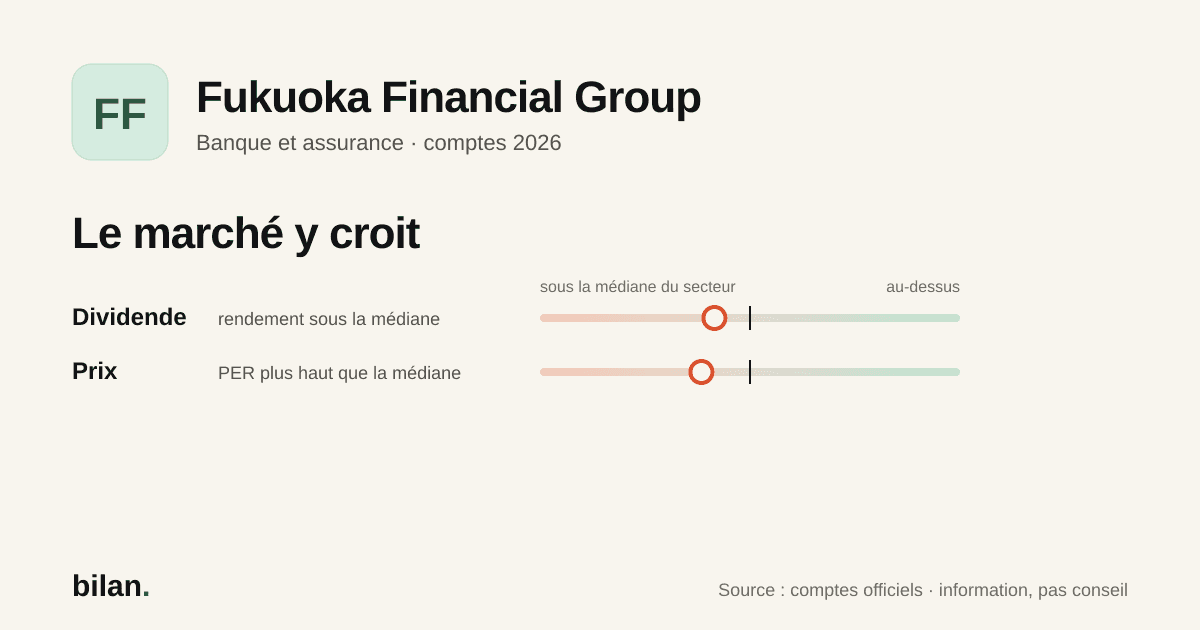 FF
Fukuoka Financial Group
Banque et assurance · comptes 2026
Le marché y croit
sous la médiane du secteur au-dessus
Dividende rendement sous la médiane
Prix PER plus haut que la médiane
bilan.
Source : comptes officiels · information, pas conseil